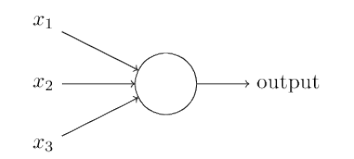 x₁
x₂
output
x₃